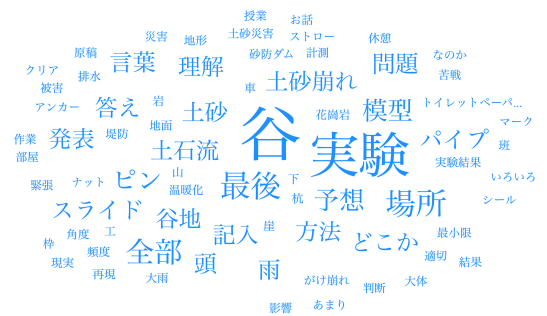 授業
お話
災害
地形
土砂災害
ストロー
休憩
原稿
言葉
理解
砂防ダム
計測
問題
なのか
クリア
排水
土砂崩れ
苦戦
被害
車
アンカー
答え
岩
土砂
谷
花崗岩
模型
トイレットペーパ...
マーク
作業
発表
堤防
地面
実験
パイプ
班
部屋
土石流
実験結果
山
緊張
ナット
ピン
温暖化
最後
下
予想
場所
いろいろ
シール
杭
スライド
谷地
記入
崖
方法
どこか
最小限
角度
工
枠
頻度
全部
頭
雨
適切
結果
現実
再現
大雨
がけ崩れ
判断
大体
影響
あまり